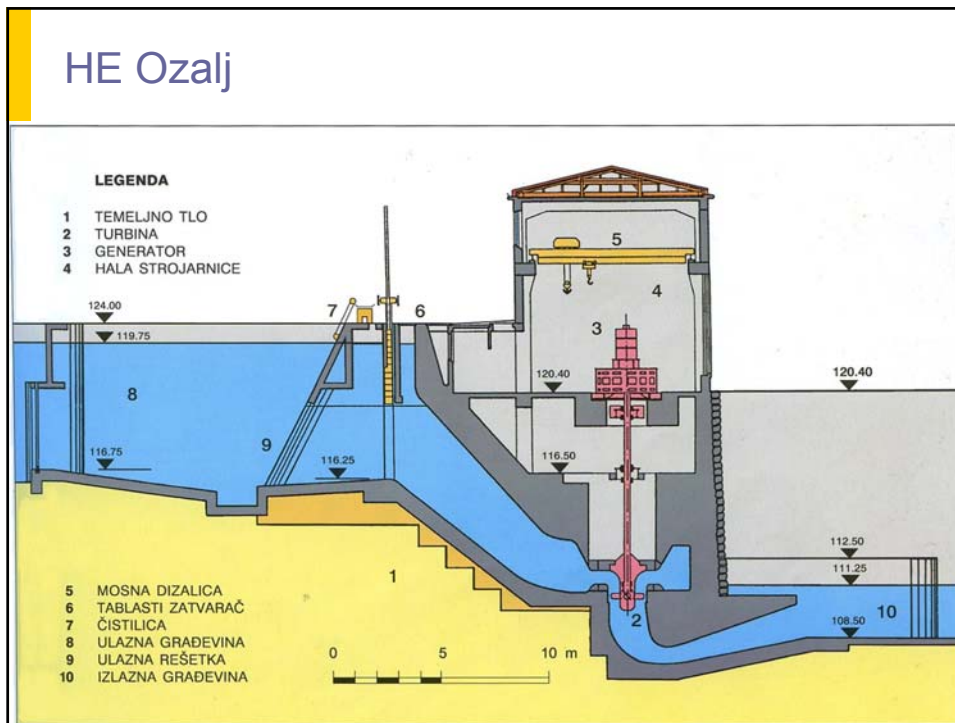 HE Ozalj
LEGENDA
1 TEMELJNO TLO
2 TURBINA
3 GENERATOR
4 HALA STROJARNICE
124.00
119.75
7
6
5
4
3
120.40
120.40
8
9
116.75
116.25
116.50
112.50
111.25
108.50
10
1
2
5 MOSNA DIZALICA
6 TABLASTI ZATVARAČ
7 ČISTILICA
8 ULAZNA GRAĐEVINA
9 ULAZNA REŠETKA
10 IZLAZNA GRAĐEVINA
0 5 10 m